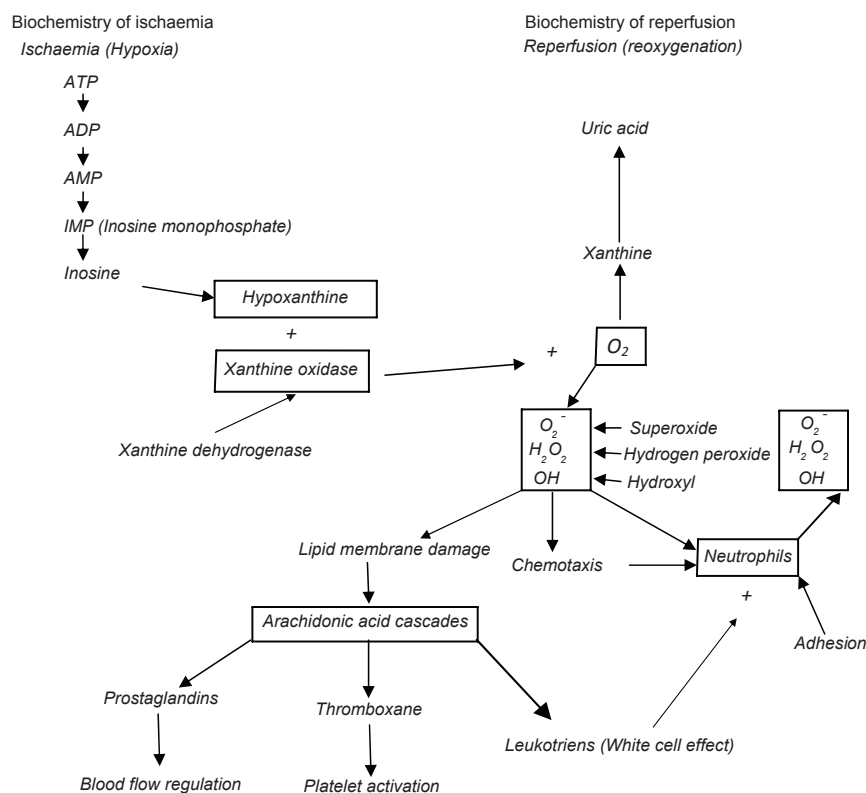 Biochemistry of ischaemia
Ischaemia (Hypoxia)
ATP
ADP
AMP
IMP (Inosine monophosphate)
Inosine
Hypoxanthine
+
Xanthine oxidase
Xanthine dehydrogenase
Biochemistry of reperfusion
Reperfusion (reoxygenation)
Uric acid
Xanthine
+
O2
O2-
H2O2
OH
Superoxide
Hydrogen peroxide
Hydroxyl
O2-
H2O2
OH
Lipid membrane damage
Chemotaxis
Neutrophils
+
Adhesion
Arachidonic acid cascades
Prostaglandins
Thromboxane
Leukotriens (White cell effect)
Blood flow regulation
Platelet activation